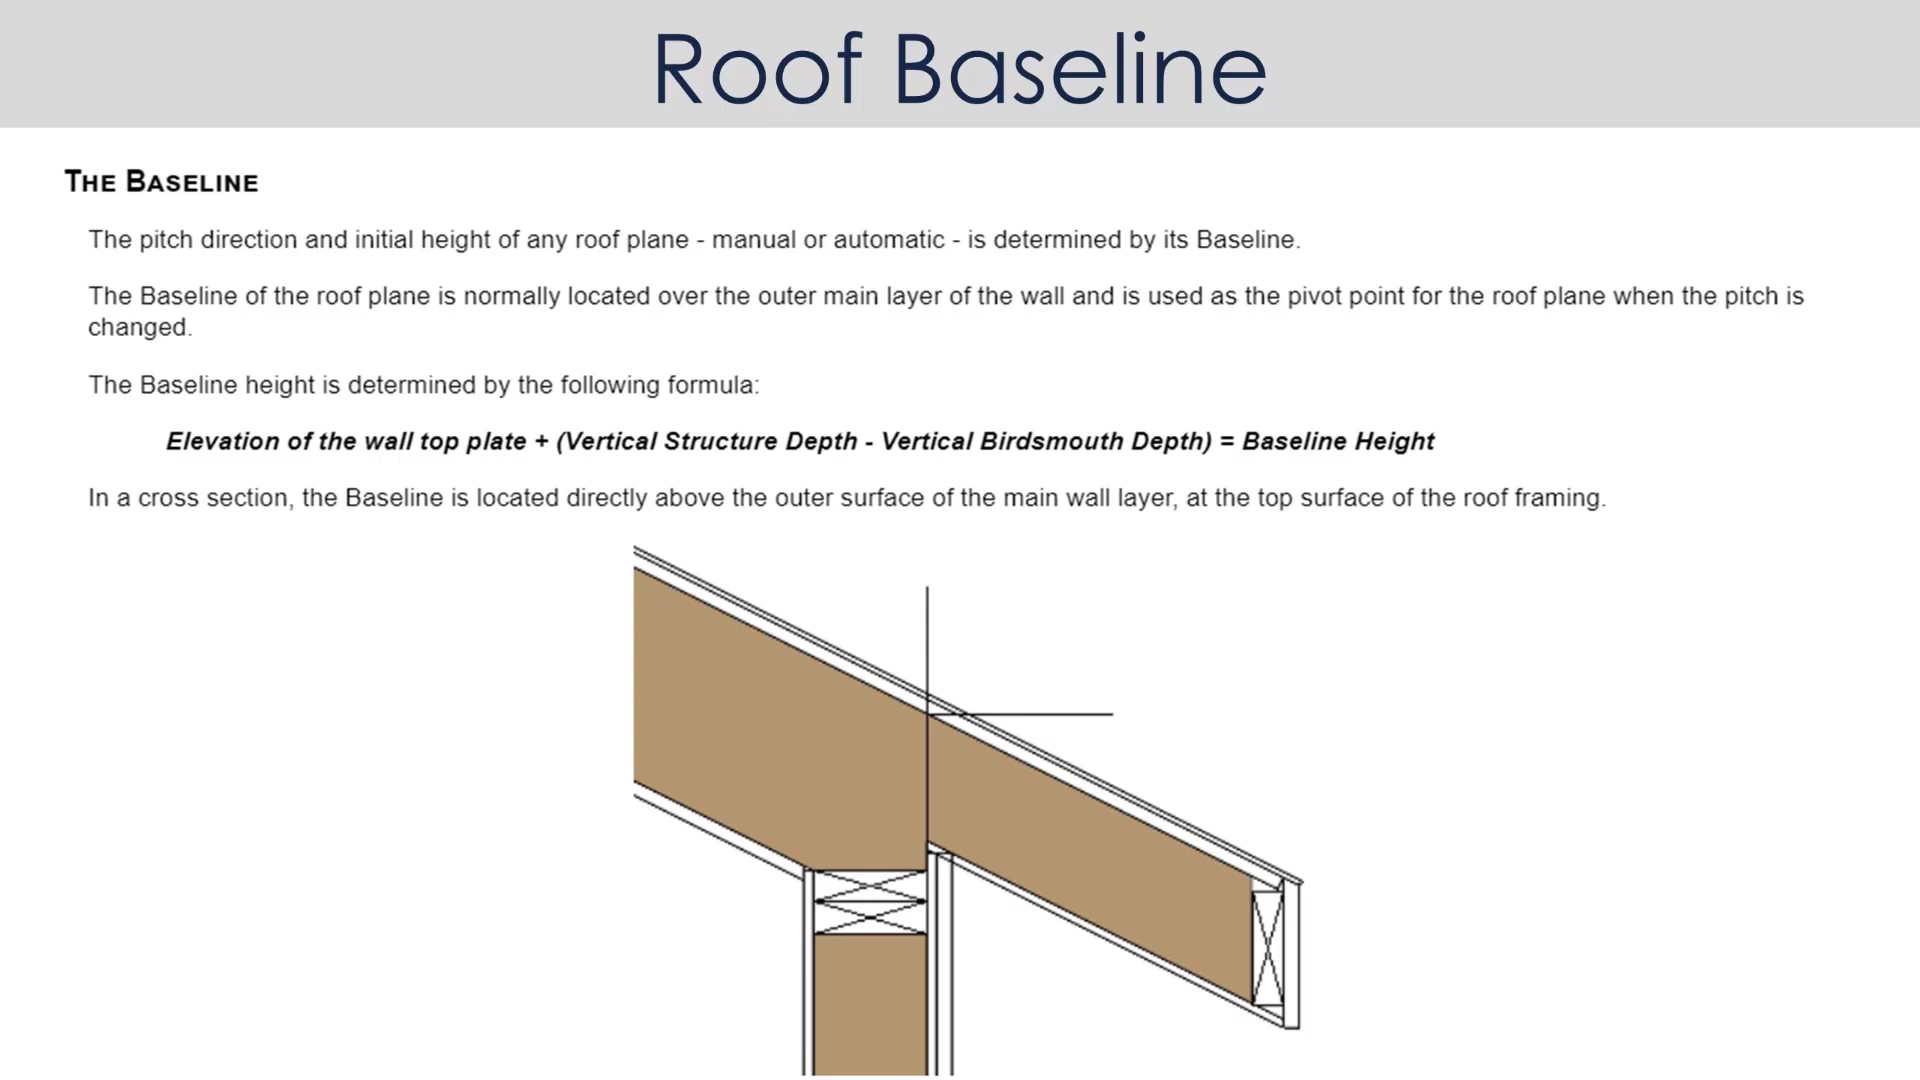 Roof Baseline
THE BASELINE
The pitch direction and initial height of any roof plane - manual or automatic - is determined by its Baseline.
The Baseline of the roof plane is normally located over the outer main layer of the wall and is used as the pivot point for the roof plane when the pitch is
changed.
The Baseline height is determined by the following formula:
Elevation of the wall top plate + (Vertical Structure Depth - Vertical Birdsmouth Depth) = Baseline Height
In a cross section, the Baseline is located directly above the outer surface of the main wall layer, at the top surface of the roof framing.